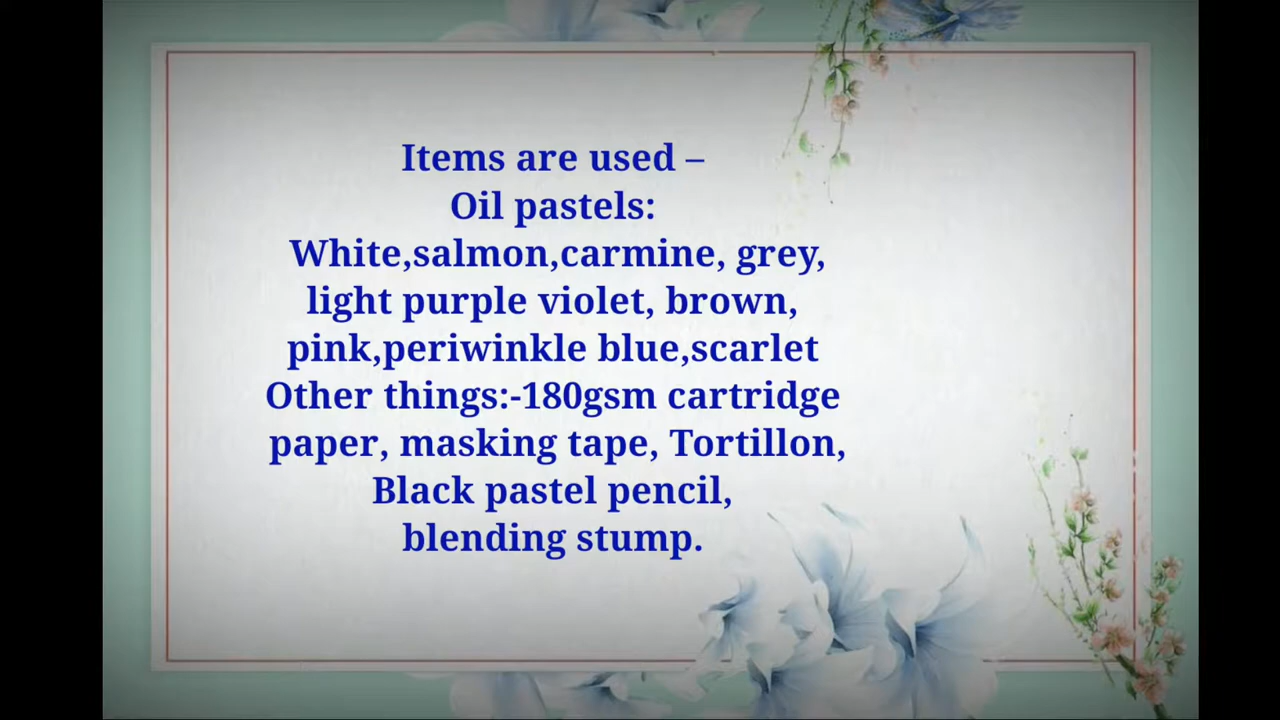 Items are used –
Oil pastels:
White,salmon,carmine, grey,
light purple violet, brown,
pink,periwinkle blue,scarlet
Other things:-180gsm cartridge
paper, masking tape, Tortillon,
Black pastel pencil,
blending stump.